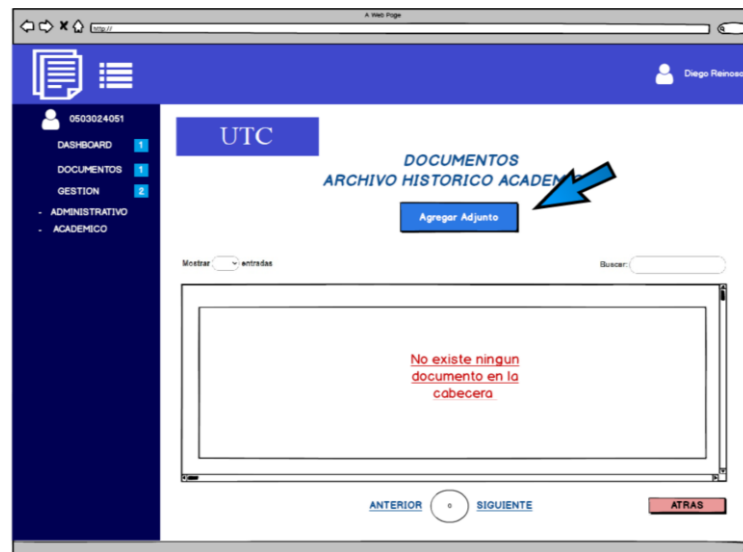 A Web Page
http://
Diego Reinoso
0503024051
DASHBOARD 1
DOCUMENTOS 1
GESTION 2
- ADMINISTRATIVO
- ACADEMICO
UTC
DOCUMENTOS
ARCHIVO HISTORICO
Agregar Adjunto
Mostrar entradas
Buscar:
No existe ningun
documento en la
cabecera
ANTERIOR 0 SIGUIENTE
ATRAS